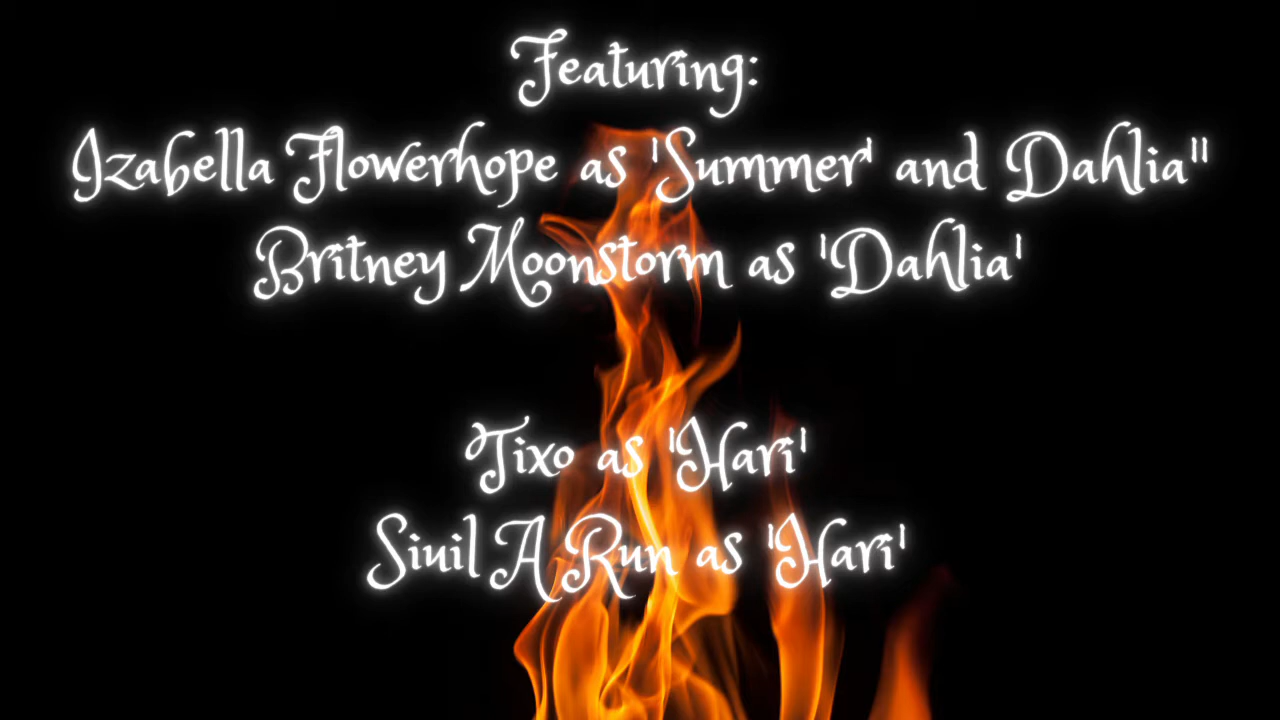 Featuring:
Izabella Flowerhope as 'Summer' and Dahlia''
Britney Moonstorm as 'Dahlia'
Tixo as 'Hari'
Siuil A Run as 'Hari'